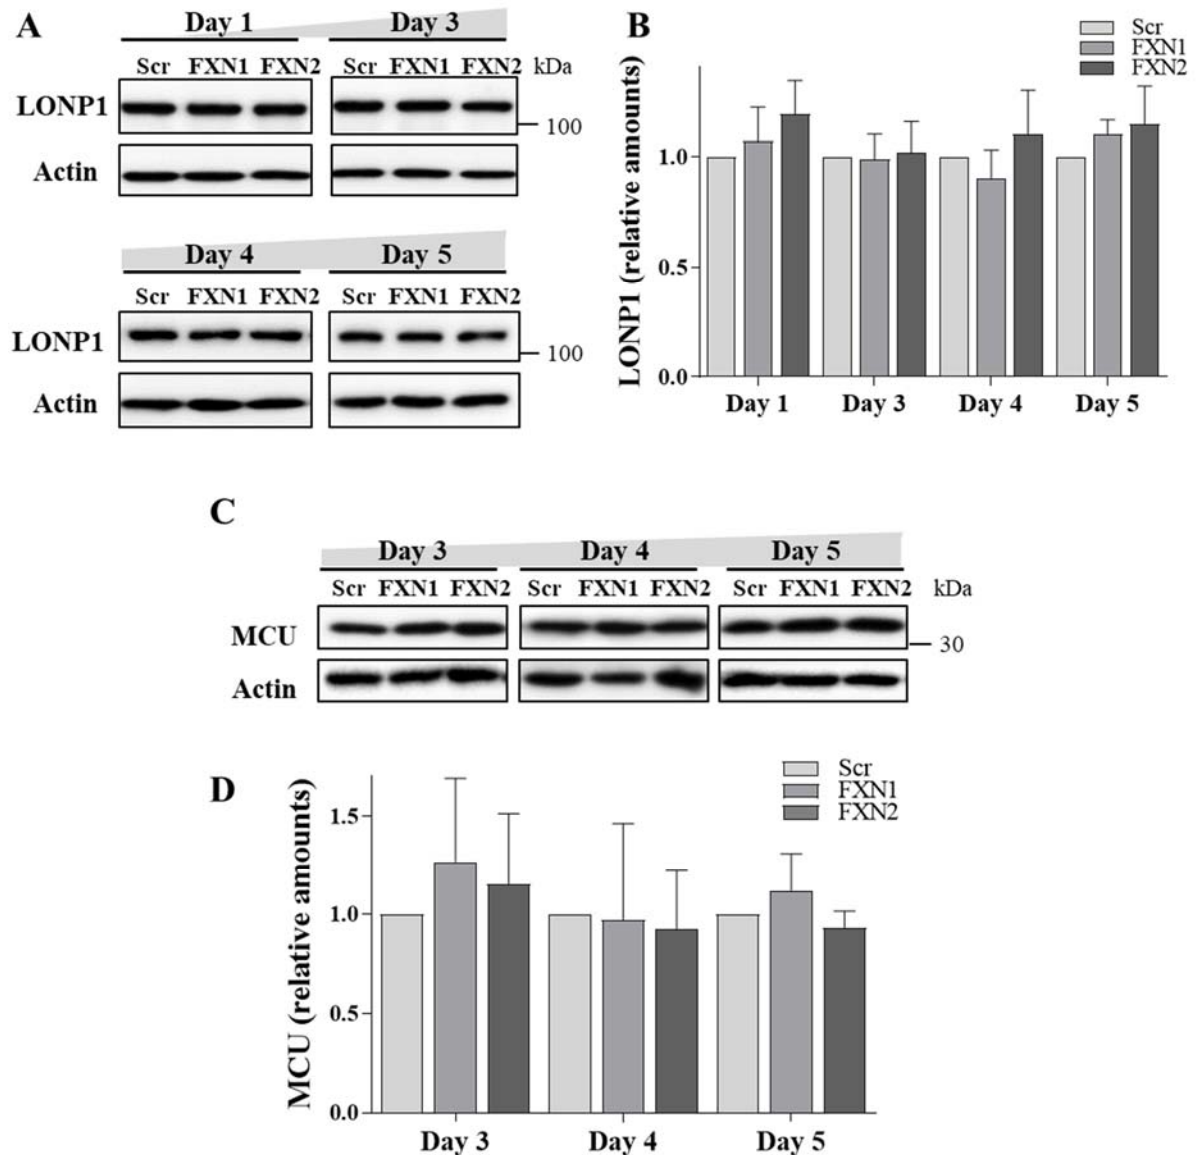 A
Day 1 Day 3
Scr FXN1 FXN2 Scr FXN1 FXN2 kDa
LONP1
100
Actin
Day 4 Day 5
Scr FXN1 FXN2 Scr FXN1 FXN2
LONP1
100
Actin
B
Scr
FXN1
FXN2
LONP1 (relative amounts)
1.0
0.5
0.0
Day 1 Day 3 Day 4 Day 5
C
Day 3 Day 4 Day 5
Scr FXN1 FXN2 Scr FXN1 FXN2 Scr FXN1 FXN2 kDa
MCU
30
Actin
D
Scr
FXN1
FXN2
MCU (relative amounts)
1.5
1.0
0.5
0.0
Day 3 Day 4 Day 5